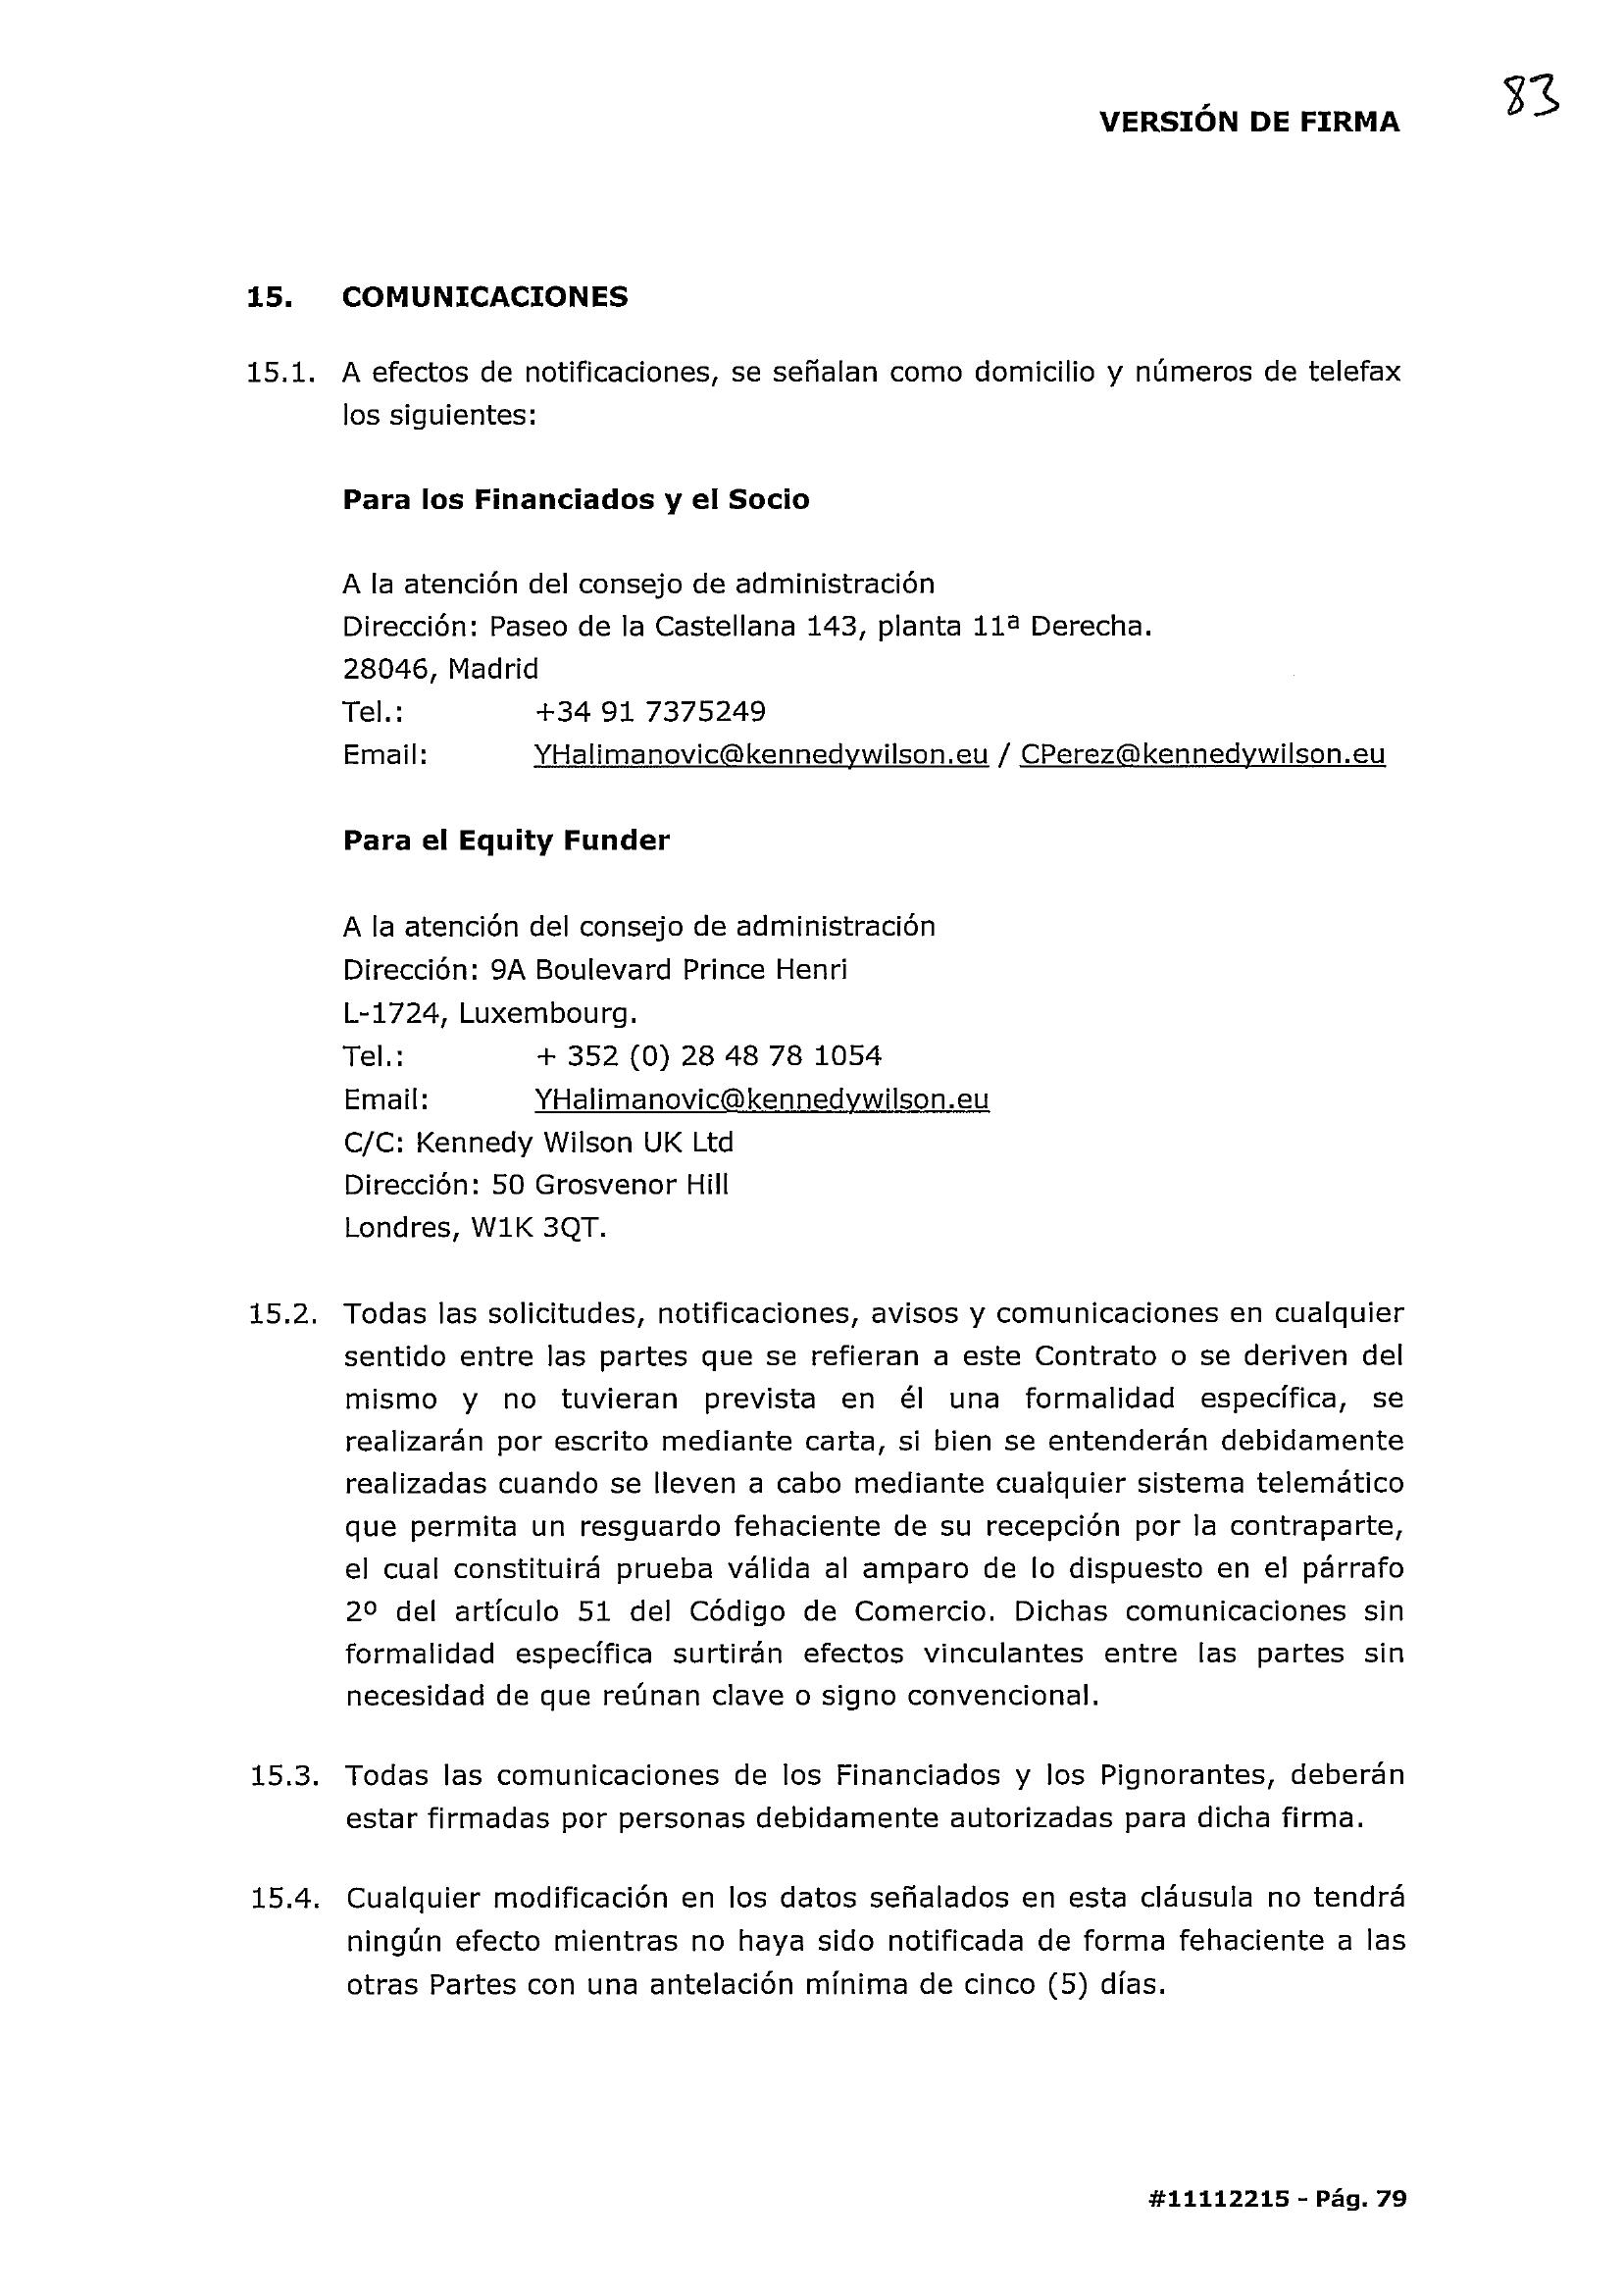 83
VERSIÓN DE FIRMA
15. COMUNICACIONES
15.1. A efectos de notificaciones, se señalan como domicilio y números de telefax
los siguientes:
Para los Financiados y el Socio
A la atención del consejo de administración
Dirección: Paseo de la Castellana 143, planta 11ª Derecha.
28046, Madrid
Tel.: +34 91 7375249
Email: YHalimanovic@kennedywilson.eu / CPerez@kennedywilson.eu
Para el Equity Funder
A la atención del consejo de administración
Dirección: 9A Boulevard Prince Henri
L-1724, Luxembourg.
Tel.: + 352 (0) 28 48 78 1054
Email: YHalimanovic@kennedywilson.eu
C/C: Kennedy Wilson UK Ltd
Dirección: 50 Grosvenor Hill
Londres, W1K 3QT.
15.2. Todas las solicitudes, notificaciones, avisos y comunicaciones en cualquier
sentido entre las partes que se refieran a este Contrato o se deriven del
mismo y no tuvieran prevista en él una formalidad específica, se
realizarán por escrito mediante carta, si bien se entenderán debidamente
realizadas cuando se lleven a cabo mediante cualquier sistema telemático
que permita un resguardo fehaciente de su recepción por la contraparte,
el cual constituirá prueba válida al amparo de lo dispuesto en el párrafo
2º del artículo 51 del Código de Comercio. Dichas comunicaciones sin
formalidad específica surtirán efectos vinculantes entre las partes sin
necesidad de que reúnan clave o signo convencional.
15.3. Todas las comunicaciones de los Financiados y los Pignorantes, deberán
estar firmadas por personas debidamente autorizadas para dicha firma.
15.4. Cualquier modificación en los datos señalados en esta cláusula no tendrá
ningún efecto mientras no haya sido notificada de forma fehaciente a las
otras Partes con una antelación mínima de cinco (5) días.
#11112215 - Pág. 79